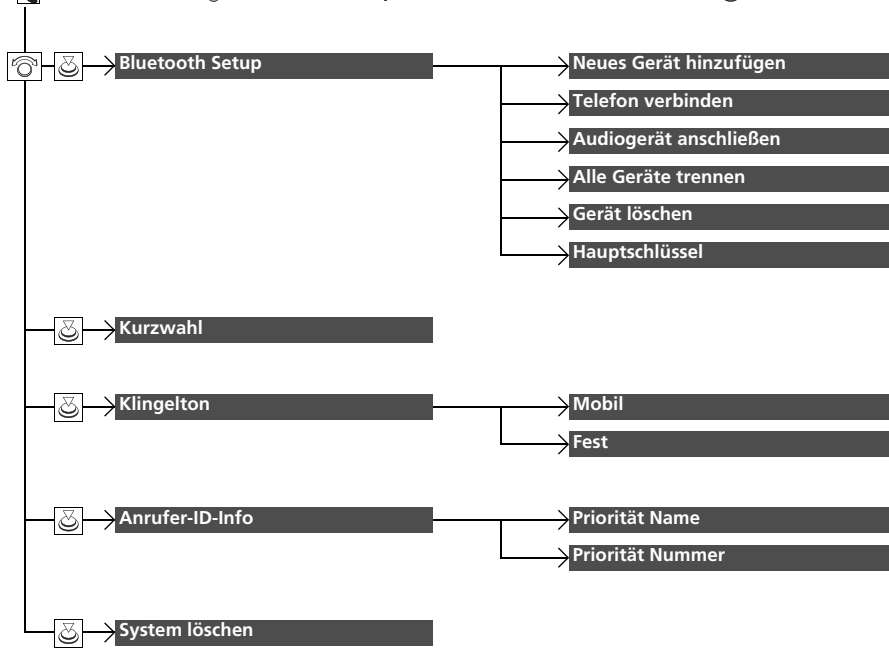 Bluetooth Setup
Neues Gerät hinzufügen
Telefon verbinden
Audiogerät anschließen
Alle Geräte trennen
Gerät löschen
Hauptschlüssel
Kurzwahl
Klingelton
Mobil
Fest
Anrufer-ID-Info
Priorität Name
Priorität Nummer
System löschen